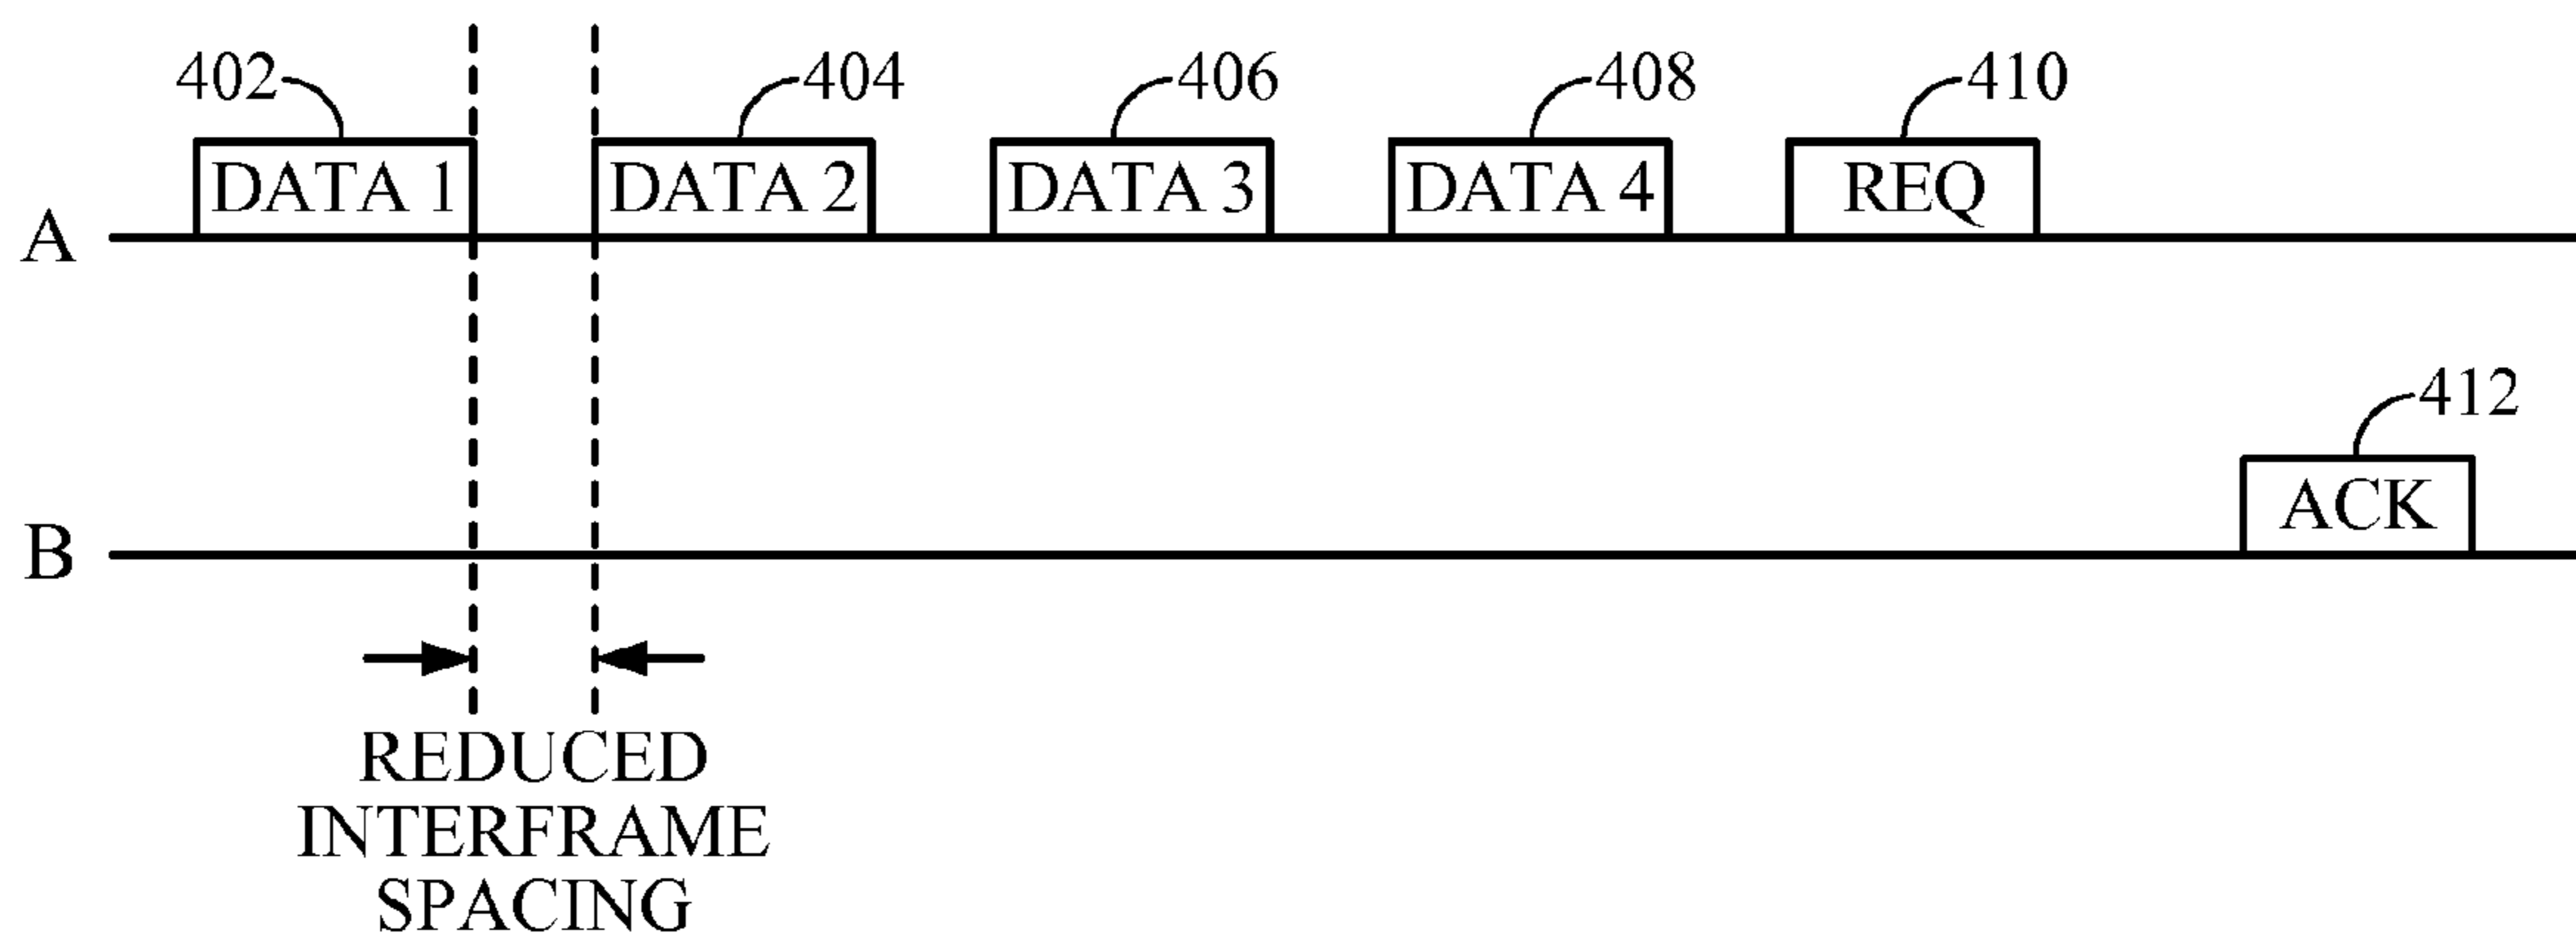 402 404 406 408 410
A DATA 1 DATA 2 DATA 3 DATA 4 REQ
412
B ACK
REDUCED
INTERFRAME
SPACING